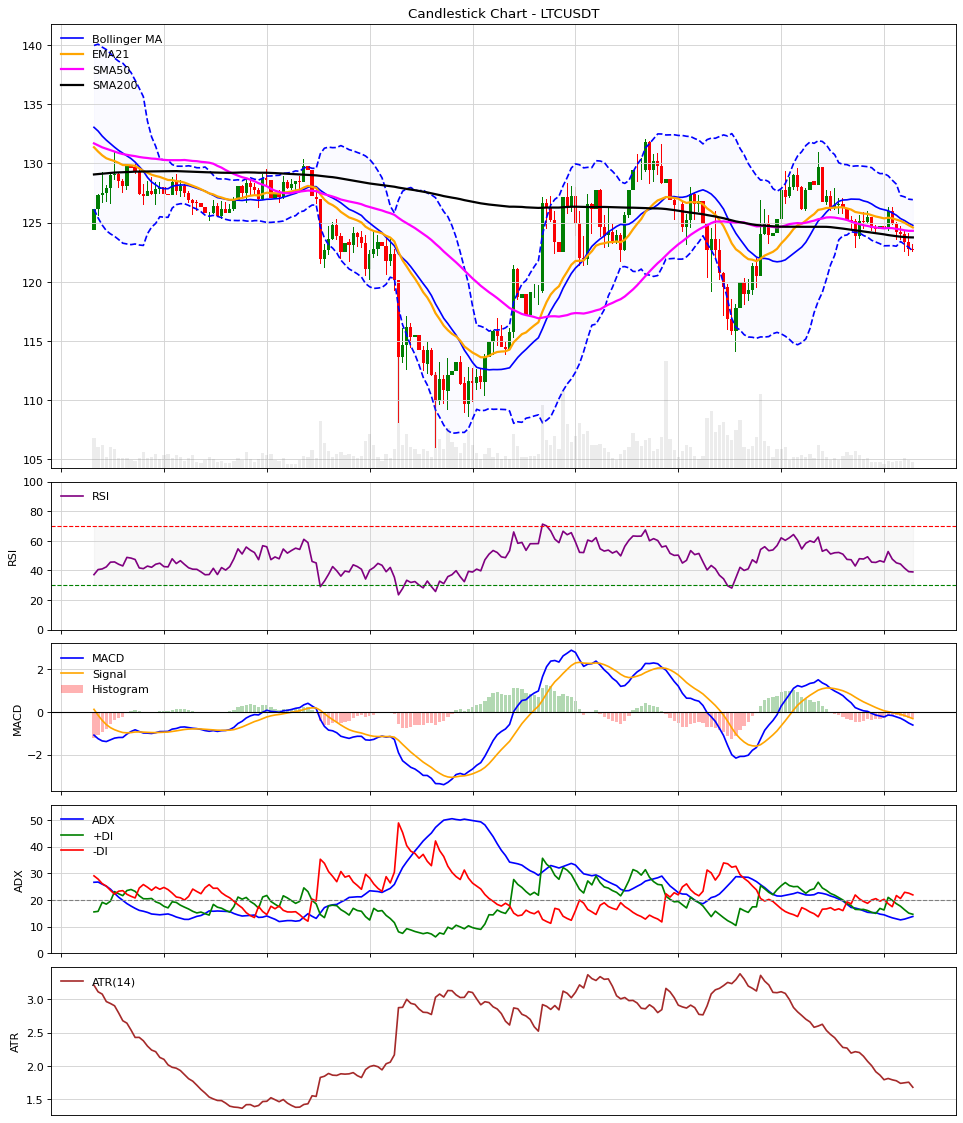 Candlestick Chart - LTCUSDT
Bollinger MA
EMA21
SMA50
SMA200
140
135
130
125
120
115
110
105
RSI
100
80
60
40
20
0
RSI
MACD
Signal
Histogram
2
0
−2
MACD
ADX
+DI
-DI
50
40
30
20
10
0
ADX
ATR(14)
3.0
2.5
2.0
1.5
ATR